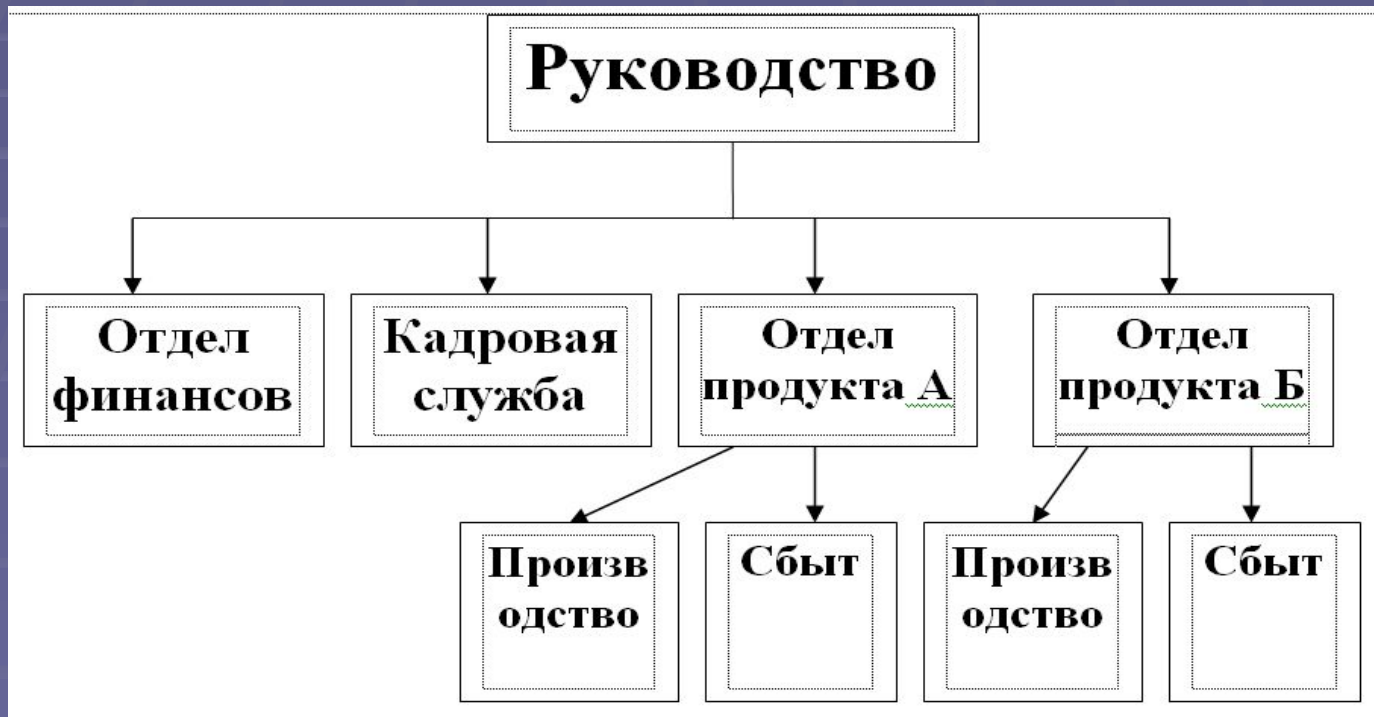 Руководство
Отдел
финансов
Кадровая
служба
Отдел
продукта А
Отдел
продукта Б
Произв
одство
Сбыт
Произв
одство
Сбыт